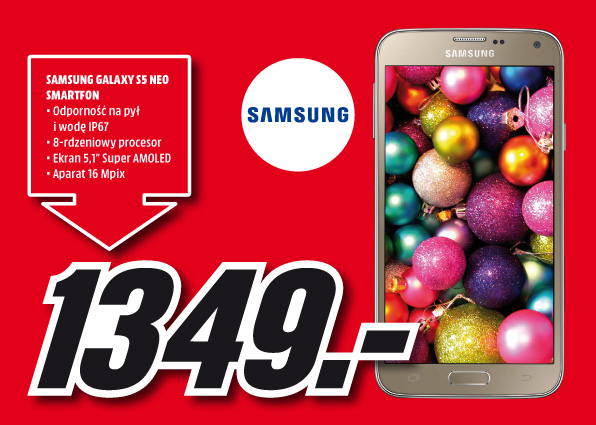 SAMSUNG GALAXY S5 NEO
SMARTFON
• Odporność na pył
i wodę IP67
• 8-rdzeniowy procesor
• Ekran 5,1" Super AMOLED
• Aparat 16 Mpix
SAMSUNG
SAMSUNG
1349.-